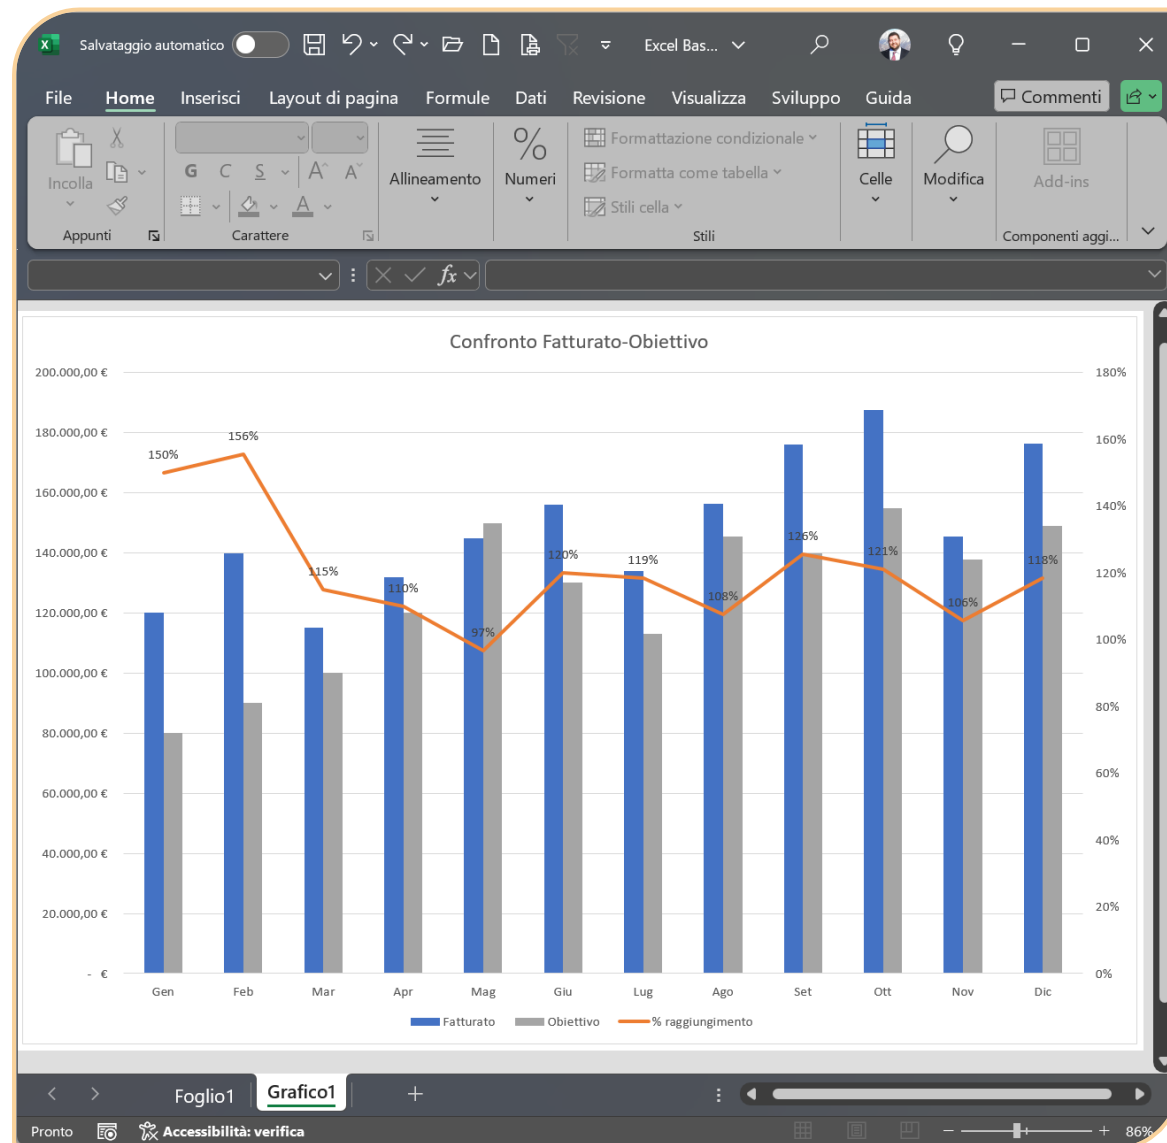 Salvataggio automatico
Excel Bas...
File Home Inserisci Layout di pagina Formule Dati Revisione Visualizza Sviluppo Guida Commenti
Incolla
G C S A A
A
Appunti
Carattere
Allineamento
%
Numeri
Formattazione condizionale
Formatta come tabella
Stili cella
Stili
Celle
Modifica
Add-ins
Componenti aggi...
fx
Confronto Fatturato-Obiettivo
200.000,00 €
180.000,00 €
160.000,00 €
140.000,00 €
120.000,00 €
100.000,00 €
80.000,00 €
60.000,00 €
40.000,00 €
20.000,00 €
- €
180%
160%
140%
120%
100%
80%
60%
40%
20%
0%
150%
156%
115%
110%
97%
120%
119%
108%
126%
121%
106%
118%
Gen Feb Mar Apr Mag Giu Lug Ago Set Ott Nov Dic
Fatturato Obiettivo % raggiungimento
Foglio1 Grafico1
Pronto Accessibilità: verifica 86%